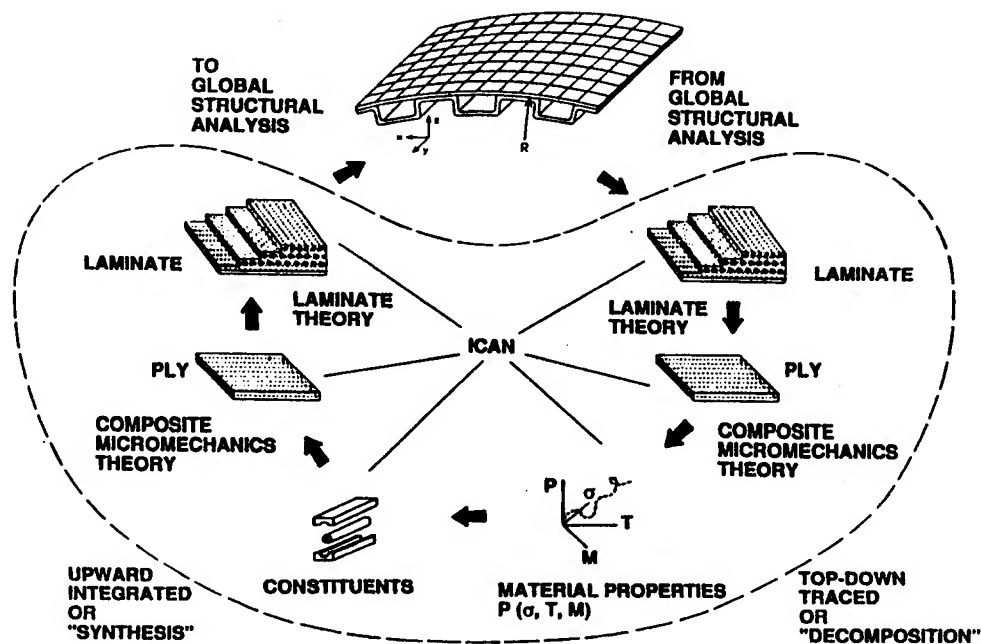 TO
GLOBAL
STRUCTURAL
ANALYSIS
FROM
GLOBAL
STRUCTURAL
ANALYSIS
z
x
y
R
LAMINATE
LAMINATE
THEORY
LAMINATE
LAMINATE
THEORY
ICAN
PLY
PLY
COMPOSITE
MICROMECHANICS
THEORY
COMPOSITE
MICROMECHANICS
THEORY
P
σ
T
M
CONSTITUENTS
MATERIAL PROPERTIES
P (σ, T, M)
UPWARD
INTEGRATED
OR
"SYNTHESIS"
TOP-DOWN
TRACED
OR
"DECOMPOSITION"